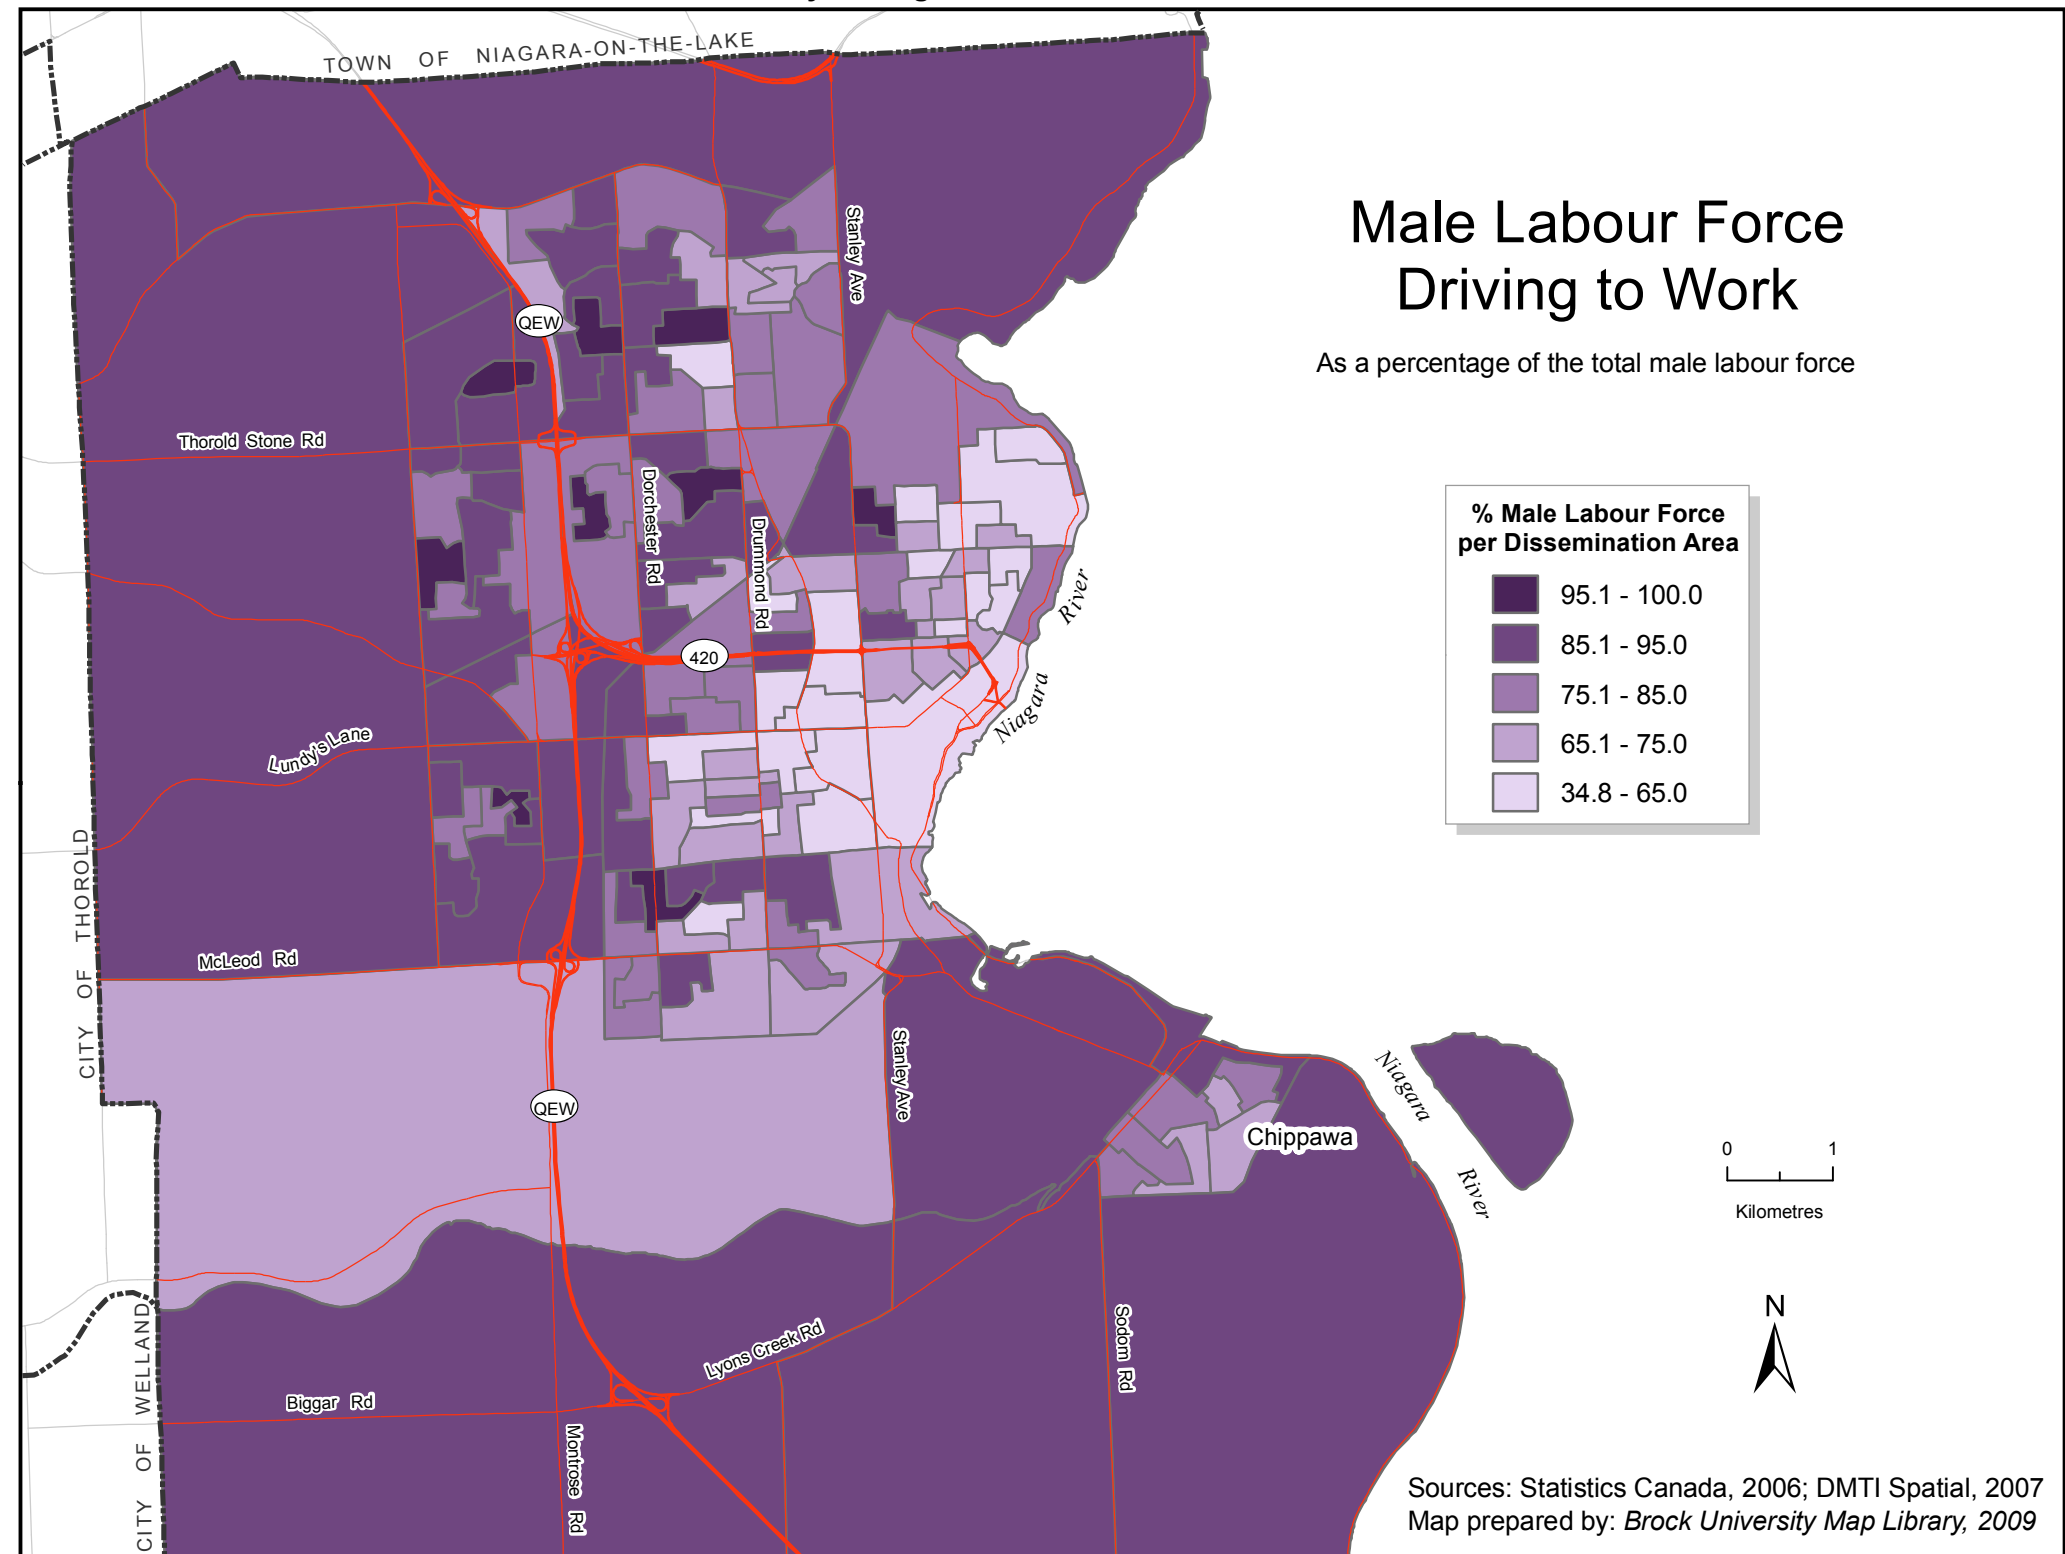 TOWN OF NIAGARA-ON-THE-LAKE
Male Labour Force
Driving to Work
As a percentage of the total male labour force
Stanley Ave
QEW
Thorold Stone Rd
Dorchester Rd
Drummond Rd
% Male Labour Force
per Dissemination Area
95.1 - 100.0
85.1 - 95.0
75.1 - 85.0
65.1 - 75.0
34.8 - 65.0
Niagara
River
420
Lundy's Lane
CITY OF THOROLD
McLeod Rd
Stanley Ave
QEW
Chippawa
Niagara
River
0 1
Kilometres
N
CITY OF WELLAND
Lyons Creek Rd
Sodom Rd
Biggar Rd
Montrose Rd
Sources: Statistics Canada, 2006; DMTI Spatial, 2007
Map prepared by: Brock University Map Library, 2009